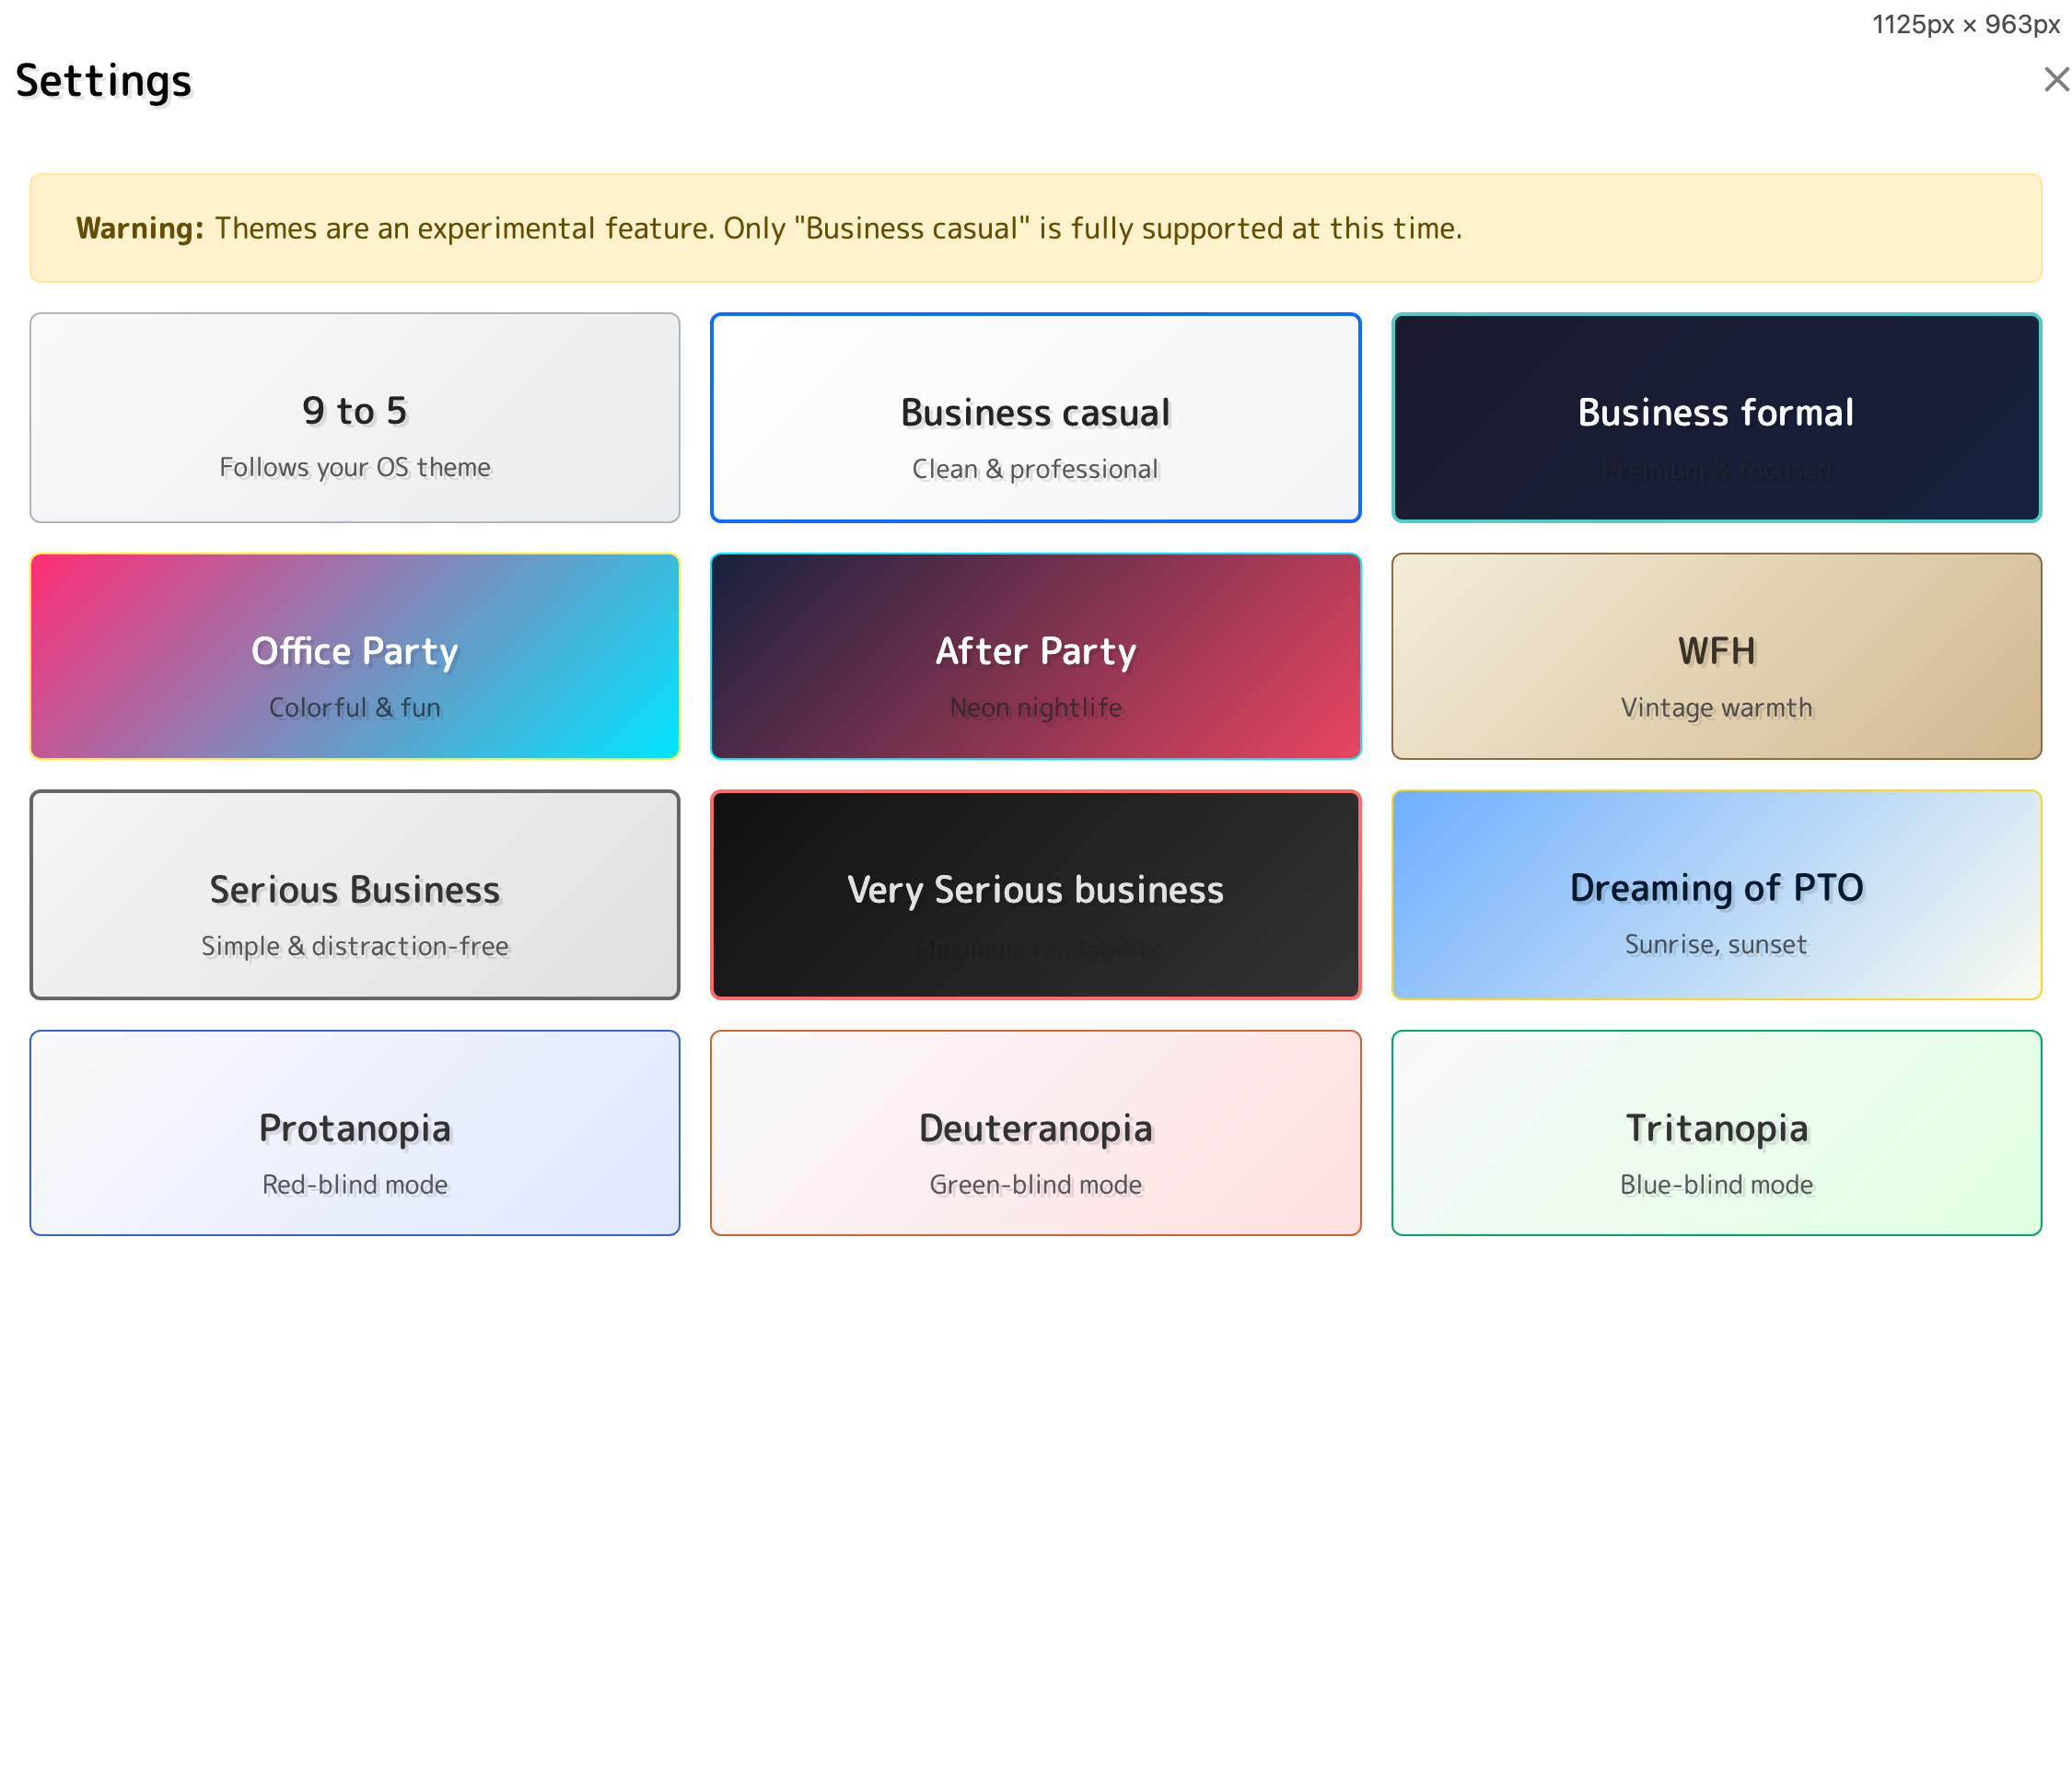 1125px × 963px
Settings
Warning: Themes are an experimental feature. Only "Business casual" is fully supported at this time.
9 to 5
Follows your OS theme
Business casual
Clean & professional
Business formal
Premium & focused
Office Party
Colorful & fun
After Party
Neon nightlife
WFH
Vintage warmth
Serious Business
Simple & distraction-free
Very Serious business
Maximum readability
Dreaming of PTO
Sunrise, sunset
Protanopia
Red-blind mode
Deuteranopia
Green-blind mode
Tritanopia
Blue-blind mode